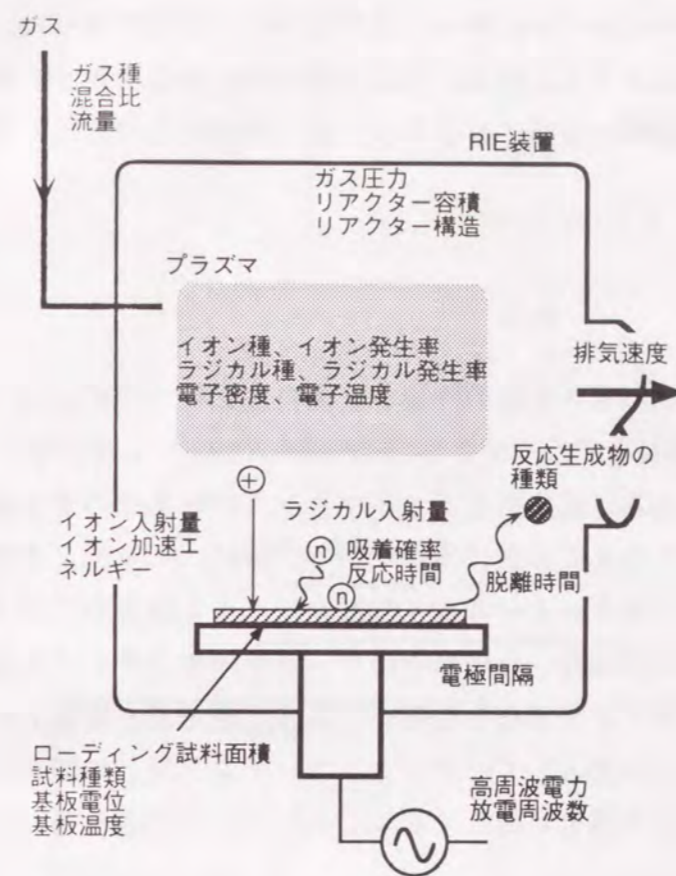 ガス
ガス種
混合比
流量
RIE装置
ガス圧力
リアクター容積
リアクター構造
プラズマ
イオン種、イオン発生率
ラジカル種、ラジカル発生率
電子密度、電子温度
排気速度
反応生成物の
種類
+
ラジカル入射量
イオン入射量
イオン加速エ
ネルギー
n
吸着確率
反応時間
n
脱離時間
電極間隔
ローディング試料面積
試料種類
基板電位
基板温度
高周波電力
放電周波数